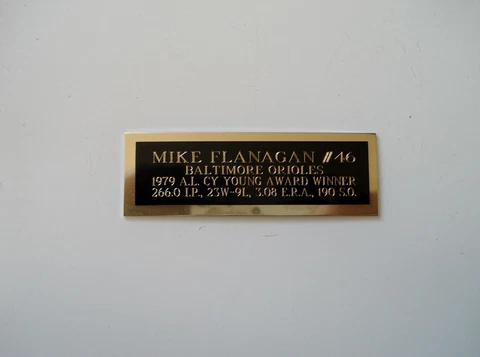 MIKE FLANAGAN #46
BALTIMORE ORIOLES
1979 A.L. CY YOUNG AWARD WINNER
266.0 I.P., 23W-9L, 3.08 E.R.A., 190 S.O.